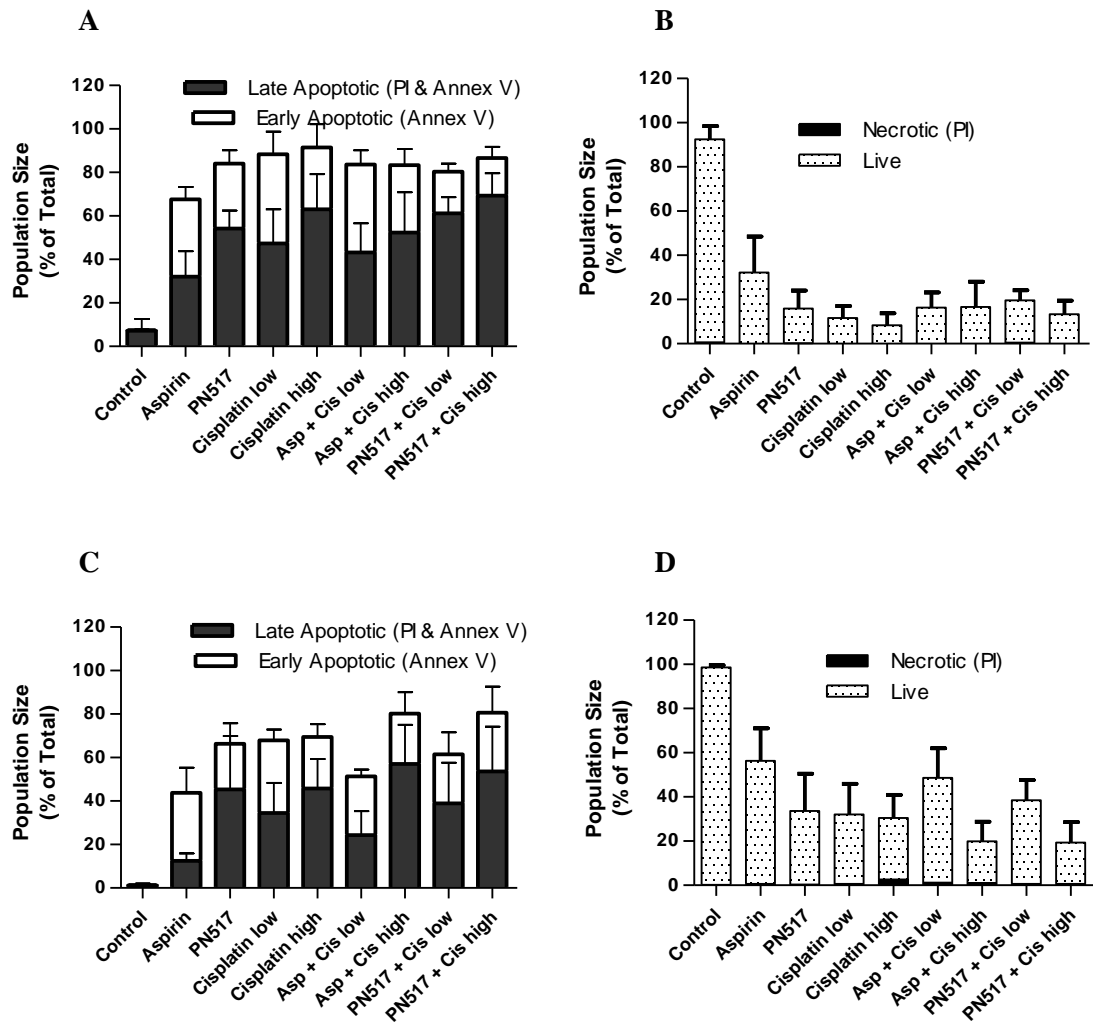 A
Population Size
(% of Total)
120
100
80
60
40
20
0
Late Apoptotic (PI & Annex V)
Early Apoptotic (Annex V)
Control
Aspirin
PN517
Cisplatin low
Cisplatin high
Asp + Cis low
Asp + Cis high
PN517 + Cis low
PN517 + Cis high
B
Population Size
(% of Total)
120
100
80
60
40
20
0
Necrotic (PI)
Live
Control
Aspirin
PN517
Cisplatin low
Cisplatin high
Asp + Cis low
Asp + Cis high
PN517 + Cis low
PN517 + Cis high
C
Population Size
(% of Total)
120
100
80
60
40
20
0
Late Apoptotic (PI & Annex V)
Early Apoptotic (Annex V)
Control
Aspirin
PN517
Cisplatin low
Cisplatin high
Asp + Cis low
Asp + Cis high
PN517 + Cis low
PN517 + Cis high
D
Population Size
(% of Total)
120
100
80
60
40
20
0
Necrotic (PI)
Live
Control
Aspirin
PN517
Cisplatin low
Cisplatin high
Asp + Cis low
Asp + Cis high
PN517 + Cis low
PN517 + Cis high